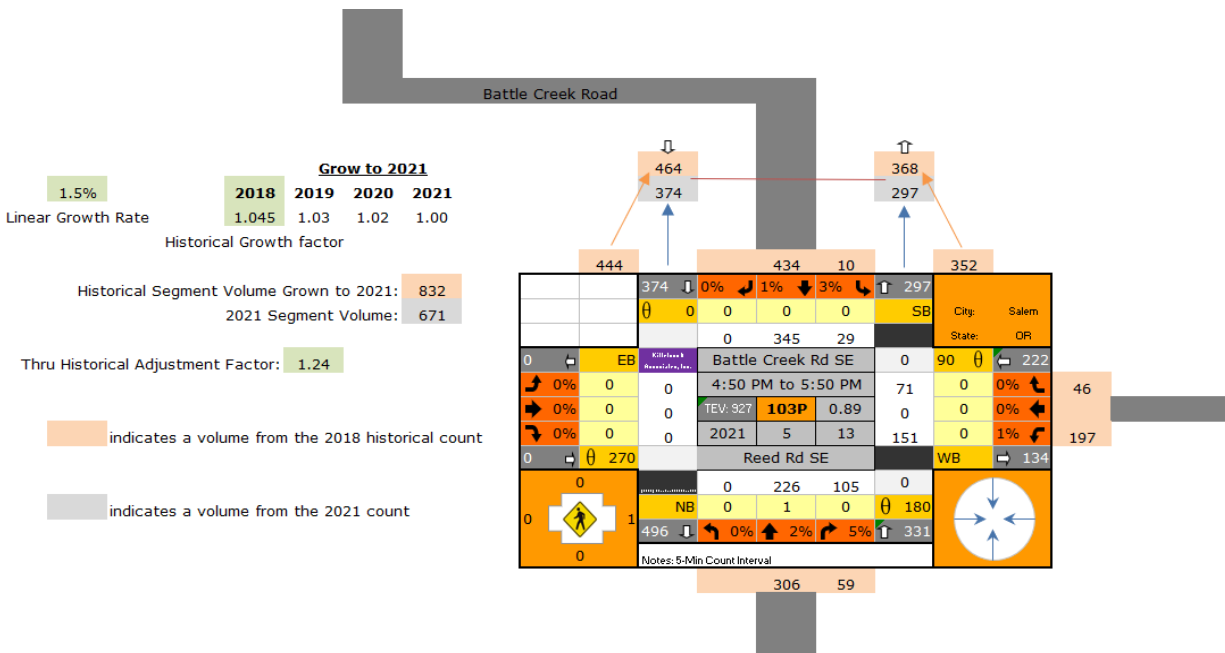 Battle Creek Road
464 368
Grow to 2021
1.5% 2018 2019 2020 2021 374 297
Linear Growth Rate 1.045 1.03 1.02 1.00
Historical Growth factor
444 434 10 352
374 0% 1% 3% 297
Historical Segment Volume Grown to 2021: 832
θ 0 0 0 0 SB City: Salem
2021 Segment Volume: 671
0 345 29 State: OR
0 EB Kittelson & Associates, Inc. Battle Creek Rd SE 0 90 θ 222
Thru Historical Adjustment Factor: 1.24
0% 0 0 4:50 PM to 5:50 PM 71 0 0% 46
0% 0 0 TEV: 927 103P 0.89 0 0 0%
0% 0 0 2021 5 13 151 0 1% 197
indicates a volume from the 2018 historical count
0 θ 270 Reed Rd SE WB 134
0 0 226 105 0
indicates a volume from the 2021 count
0 1 NB 0 1 0 θ 180
0 496 0% 2% 5% 331
Notes: 5-Min Count Interval
306 59